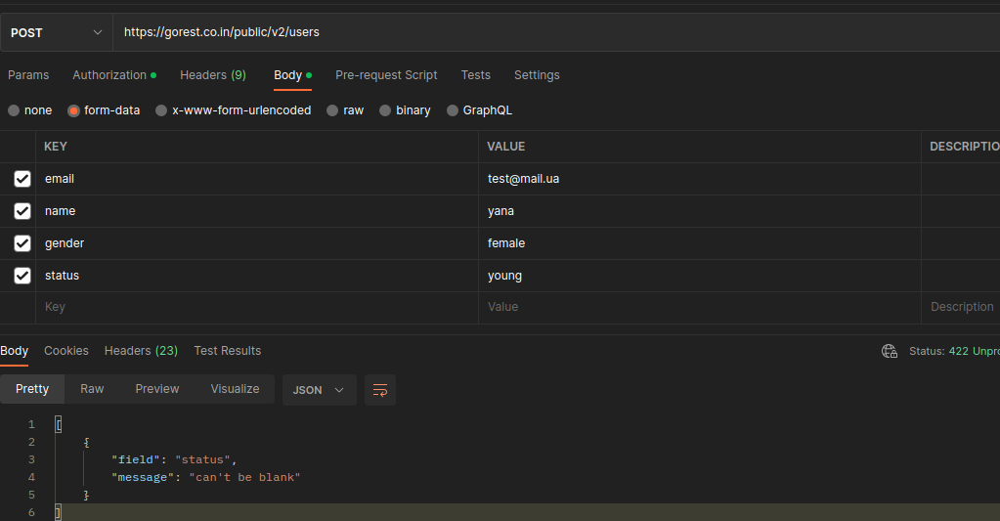 POST https://gorest.co.in/public/v2/users
Params Authorization Headers (9) Body Pre-request Script Tests Settings
none form-data x-www-form-urlencoded raw binary GraphQL
KEY VALUE DESCRIPTIO
email test@mail.ua
name yana
gender female
status young
Key Value Description
Body Cookies Headers (23) Test Results Status: 422 Unpro
Pretty Raw Preview Visualize JSON
1 [
2 {
3 "field": "status",
4 "message": "can't be blank"
5 }
6 ]